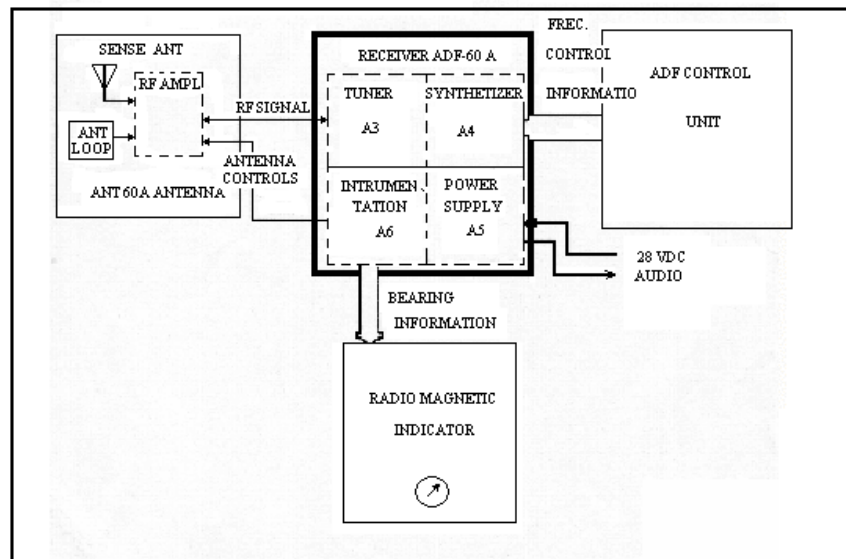 SENSE ANT
RF AMPL
ANT
LOOP
ANT 60A ANTENNA
RF SIGNAL
ANTENNA
CONTROLS
RECEIVER ADF-60 A
TUNER
A3
SYNTHETIZER
A4
INTRUMEN
TATION
A6
POWER
SUPPLY
A5
FREC.
CONTROL
INFORMATIO
ADF CONTROL
UNIT
28 VDC
AUDIO
BEARING
INFORMATION
RADIO MAGNETIC
INDICATOR